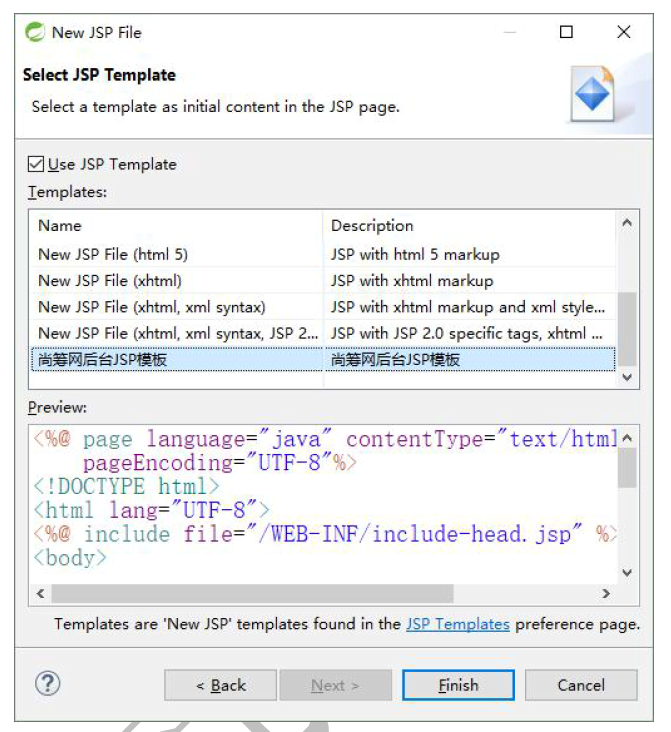 New JSP File
Select JSP Template
Select a template as initial content in the JSP page.
Use JSP Template
Templates:
Name Description
New JSP File (html 5) JSP with html 5 markup
New JSP File (xhtml) JSP with xhtml markup
New JSP File (xhtml, xml syntax) JSP with xhtml markup and xml style...
New JSP File (xhtml, xml syntax, JSP 2... JSP with JSP 2.0 specific tags, xhtml ...
尚筹网后台JSP模板 尚筹网后台JSP模板
Preview:
<%@ page language="java" contentType="text/html
pageEncoding="UTF-8"%>
<!DOCTYPE html>
<html lang="UTF-8">
<%@ include file="/WEB-INF/include-head.jsp" %>
<body>
Templates are 'New JSP' templates found in the JSP Templates preference page.
? < Back Next > Finish Cancel